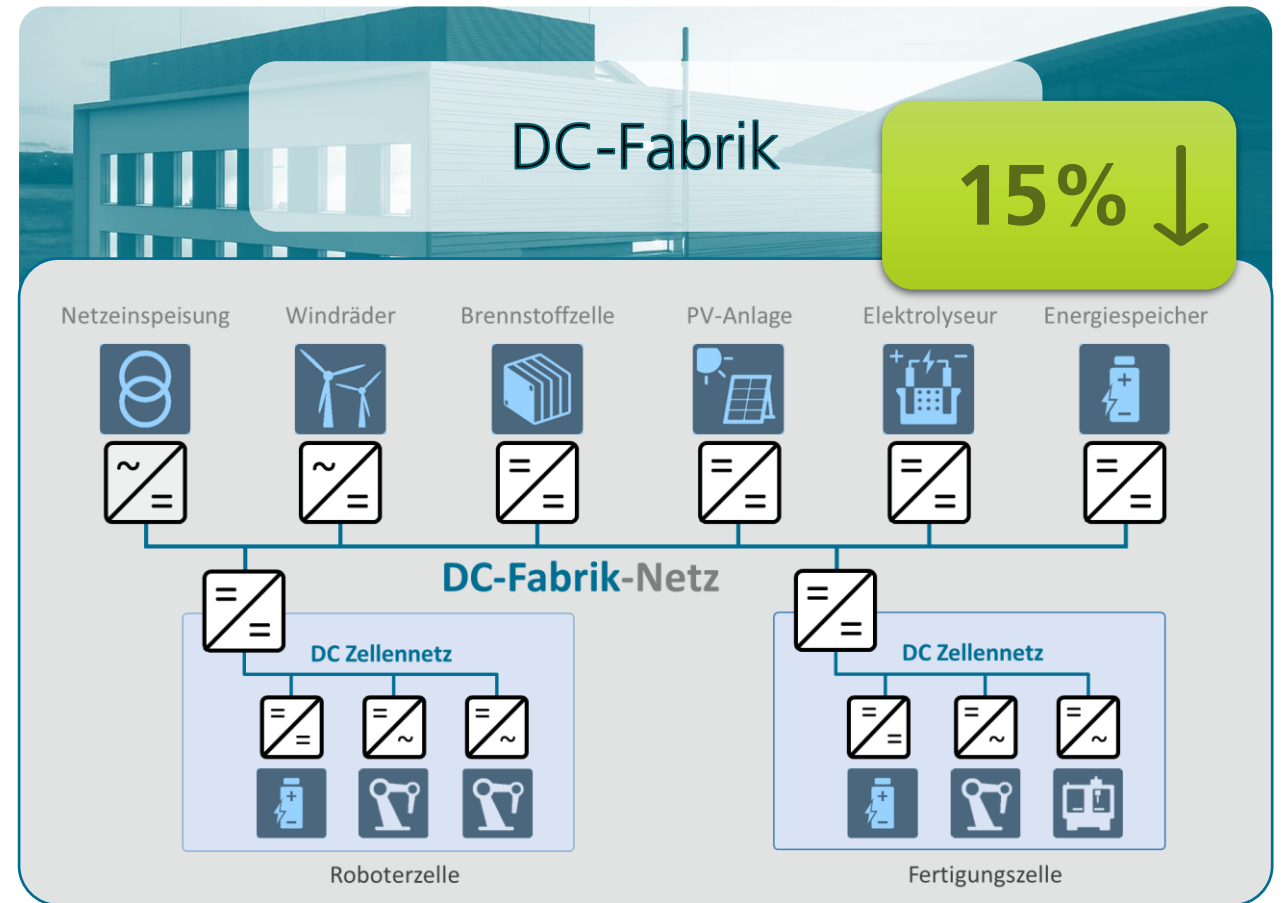 DC-Fabrik
15% ↓
Netzeinspeisung Windräder Brennstoffzelle PV-Anlage Elektrolyseur Energiespeicher
DC-Fabrik-Netz
DC Zellennetz DC Zellennetz
Roboterzelle Fertigungszelle